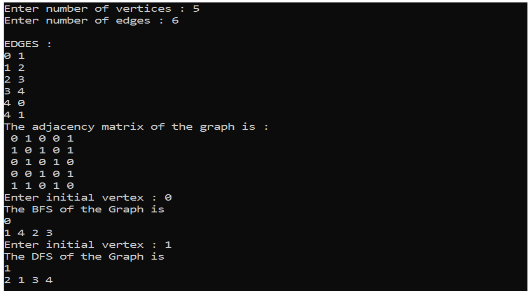 Enter number of vertices : 5
Enter number of edges : 6
EDGES :
0 1
1 2
2 3
3 4
4 0
4 1
The adjacency matrix of the graph is :
0 1 0 0 1
1 0 1 0 1
0 1 0 1 0
0 0 1 0 1
1 1 0 1 0
Enter initial vertex : 0
The BFS of the Graph is
0
1 4 2 3
Enter initial vertex : 1
The DFS of the Graph is
1
2 1 3 4